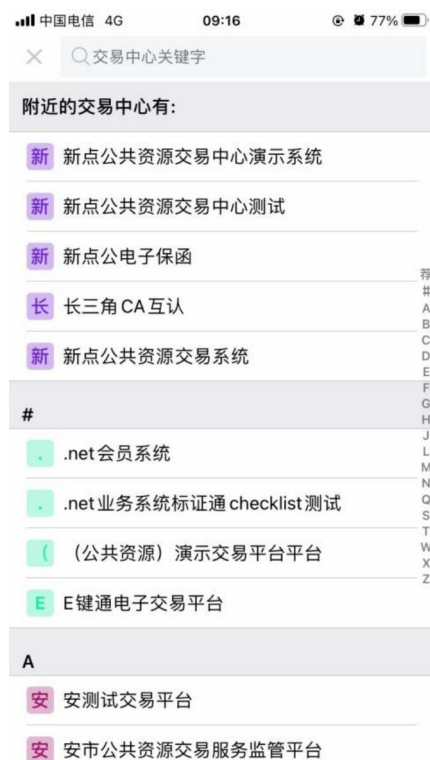 中国电信 4G 09:16 77%
交易中心关键字
附近的交易中心有:
新 新点公共资源交易中心演示系统
新 新点公共资源交易中心测试
新 新点公电子保函
长 长三角CA互认
新 新点公共资源交易系统
#
. .net会员系统
. .net业务系统标证通checklist测试
( （公共资源）演示交易平台平台
E E键通电子交易平台
A
安 安测试交易平台
安 安市公共资源交易服务监管平台
荐
#
A
B
C
D
E
F
G
H
J
L
M
N
Q
S
T
W
X
Z